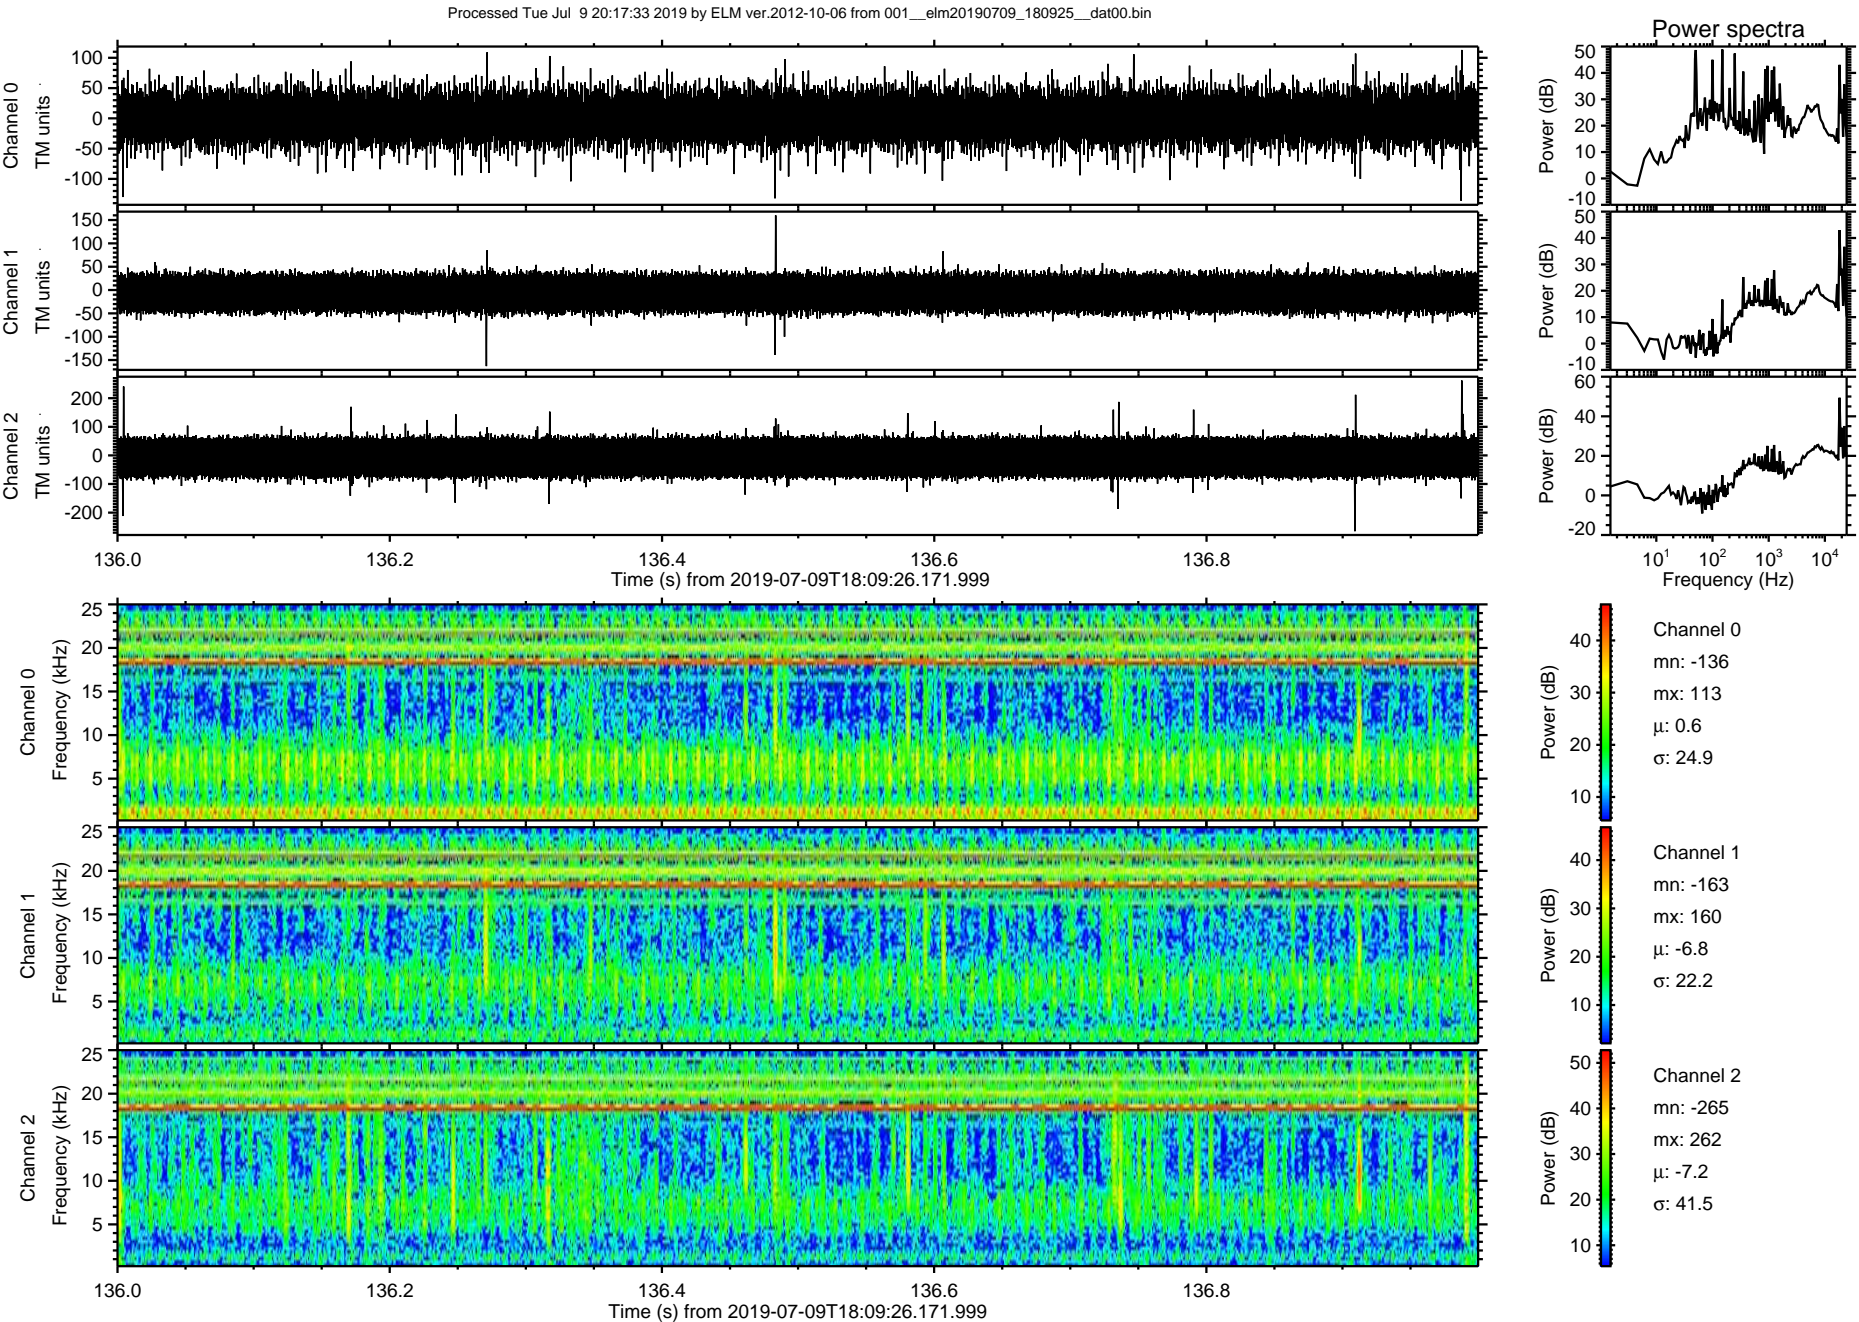 Processed Tue Jul  9 20:17:33 2019 by ELM ver.2012-10-06 from 001__elm20190709_180925__dat00.bin
Power spectra
Channel 0
TM units
100
50
0
-50
-100
Power (dB)
50
40
30
20
10
0
-10
Channel 1
TM units
150
100
50
0
-50
-100
-150
Power (dB)
50
40
30
20
10
0
-10
Channel 2
TM units
200
100
0
-100
-200
Power (dB)
60
40
20
0
-20
136.0 136.2 136.4 136.6 136.8
Time (s) from 2019-07-09T18:09:26.171.999
10¹ 10² 10³ 10⁴
Frequency (Hz)
Channel 0
Frequency (kHz)
25
20
15
10
5
Power (dB)
40
30
20
10
Channel 0
mn: -136
mx: 113
μ: 0.6
σ: 24.9
Channel 1
Frequency (kHz)
25
20
15
10
5
Power (dB)
40
30
20
10
Channel 1
mn: -163
mx: 160
μ: -6.8
σ: 22.2
Channel 2
Frequency (kHz)
25
20
15
10
5
Power (dB)
50
40
30
20
10
Channel 2
mn: -265
mx: 262
μ: -7.2
σ: 41.5
136.0 136.2 136.4 136.6 136.8
Time (s) from 2019-07-09T18:09:26.171.999